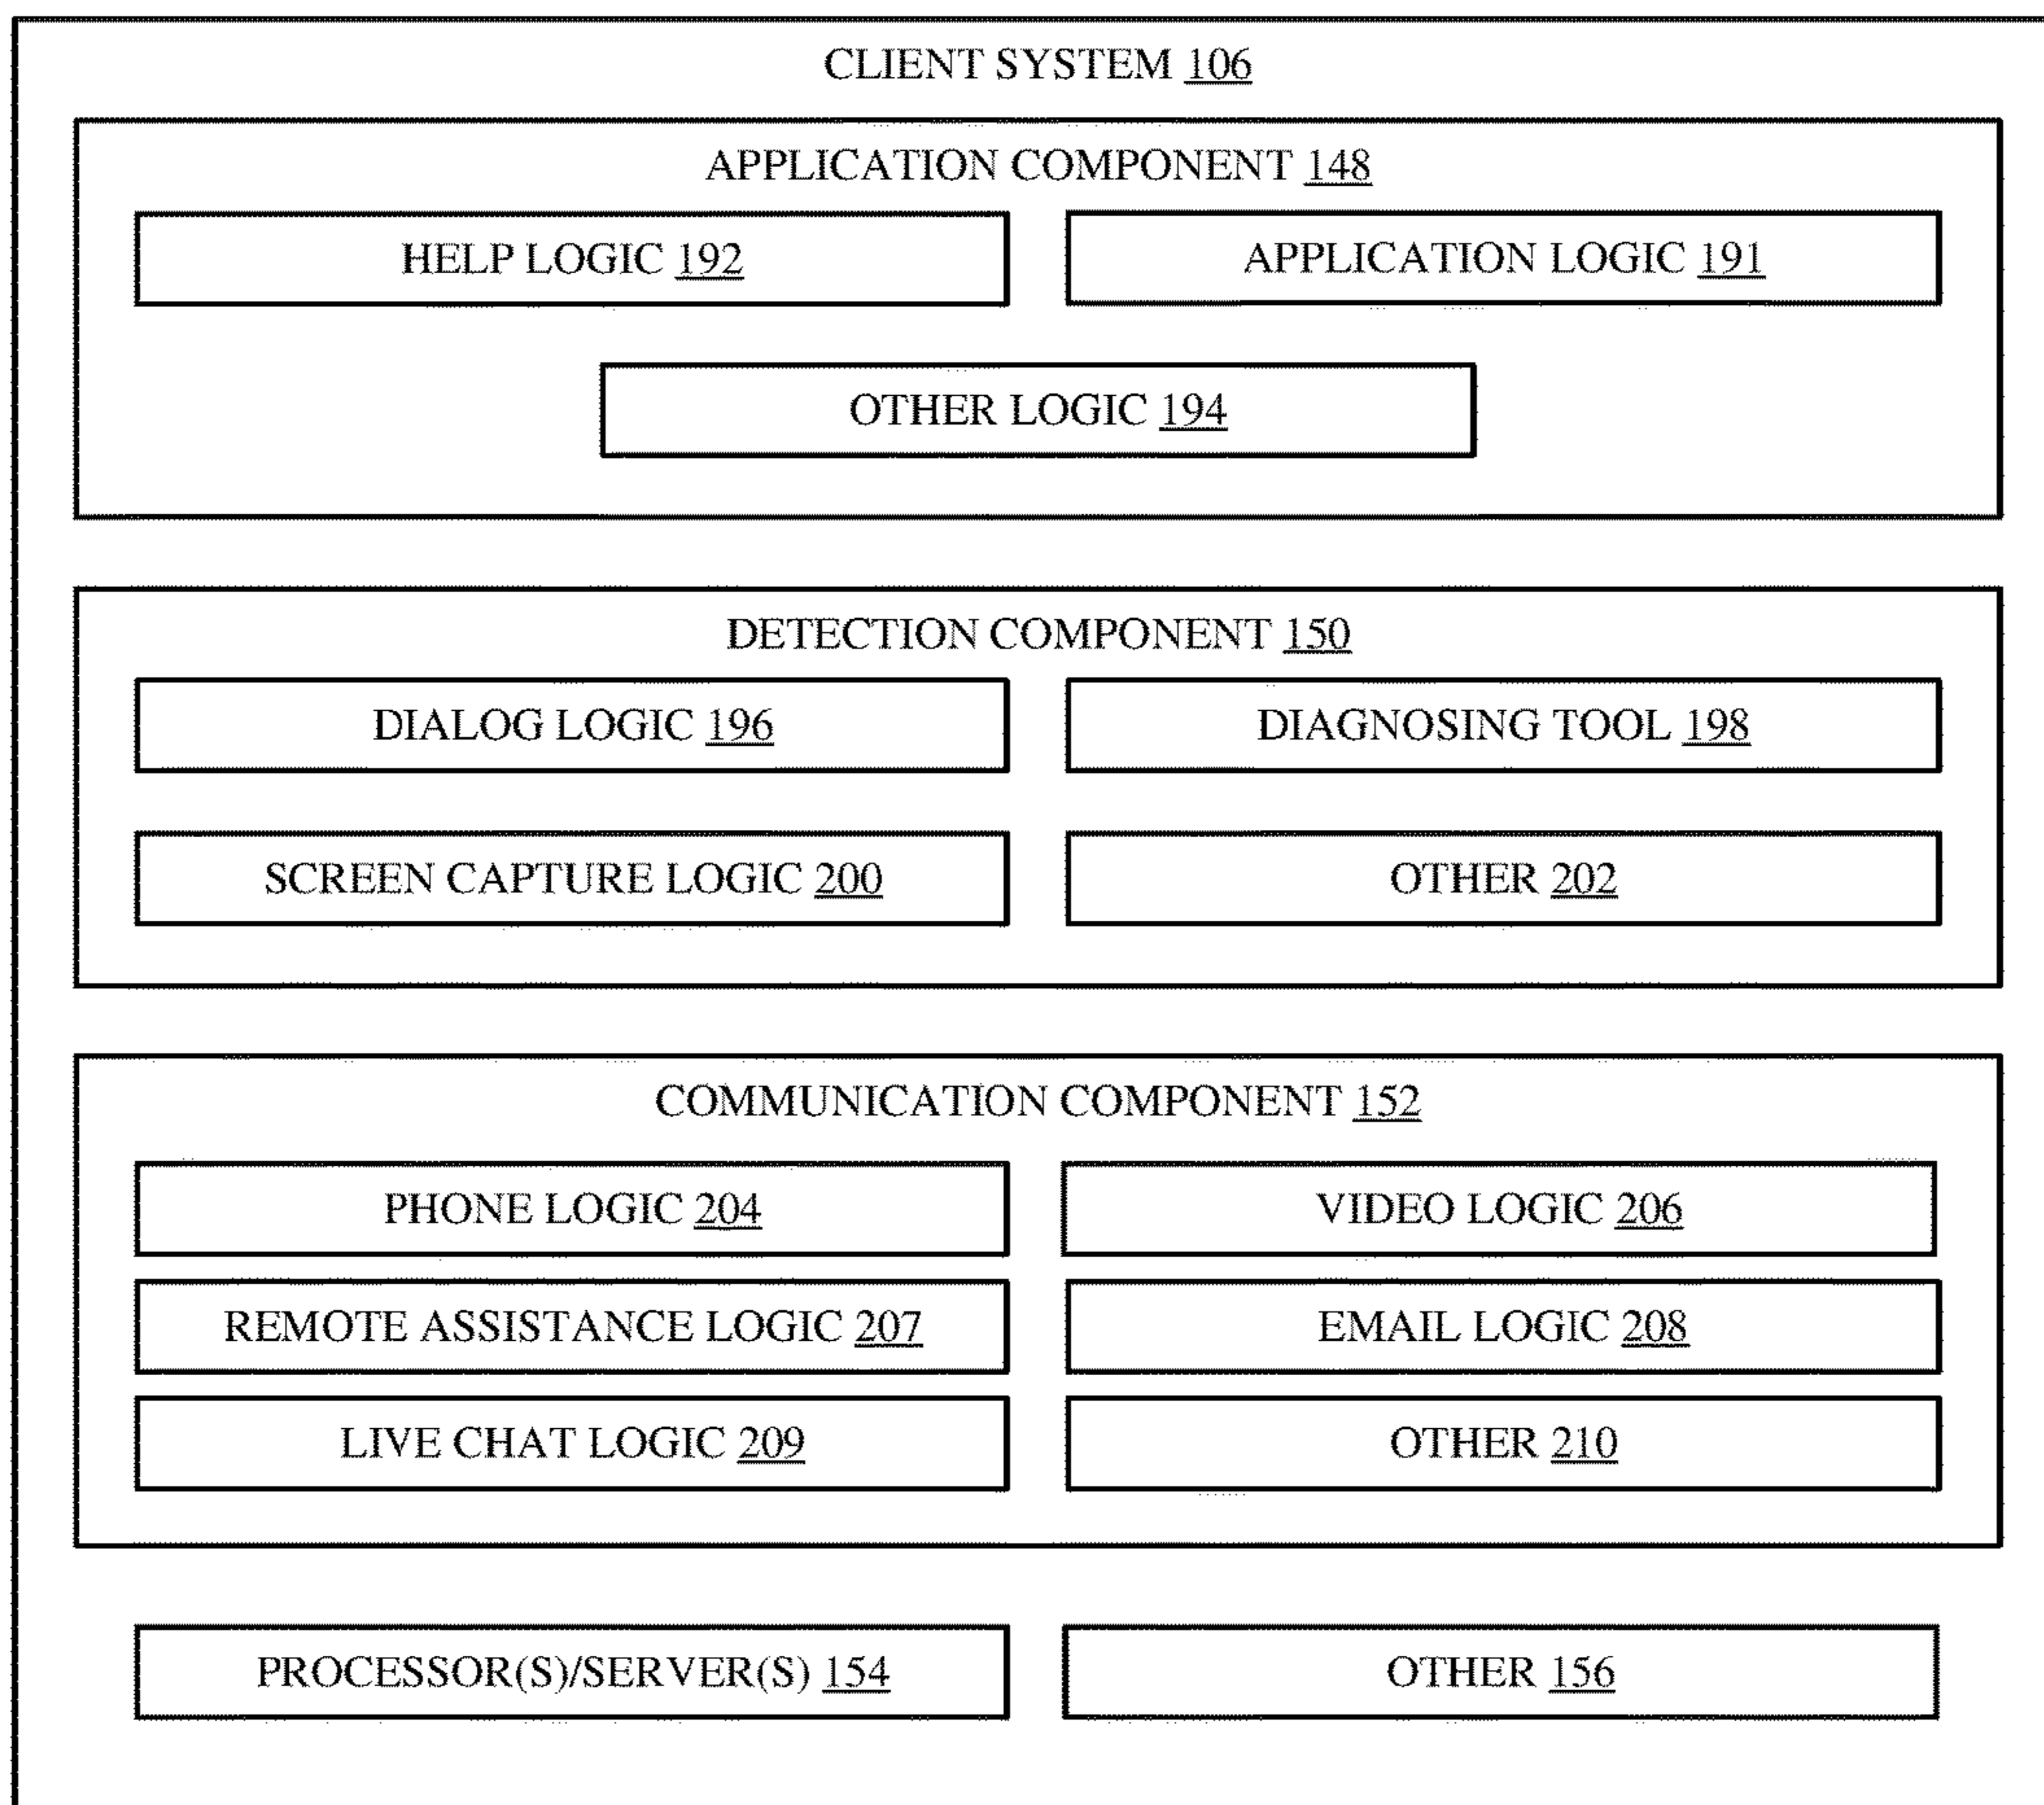 CLIENT SYSTEM 106
APPLICATION COMPONENT 148
HELP LOGIC 192
APPLICATION LOGIC 191
OTHER LOGIC 194
DETECTION COMPONENT 150
DIALOG LOGIC 196
DIAGNOSING TOOL 198
SCREEN CAPTURE LOGIC 200
OTHER 202
COMMUNICATION COMPONENT 152
PHONE LOGIC 204
VIDEO LOGIC 206
REMOTE ASSISTANCE LOGIC 207
EMAIL LOGIC 208
LIVE CHAT LOGIC 209
OTHER 210
PROCESSOR(S)/SERVER(S) 154
OTHER 156